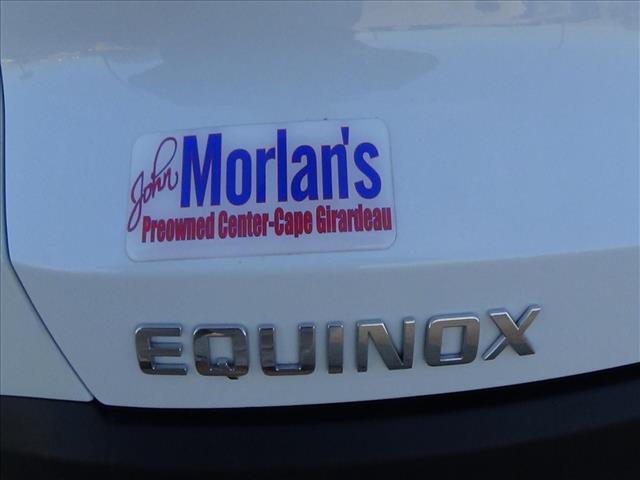 John Morlan's
Preowned Center-Cape Girardeau
EQUINOX